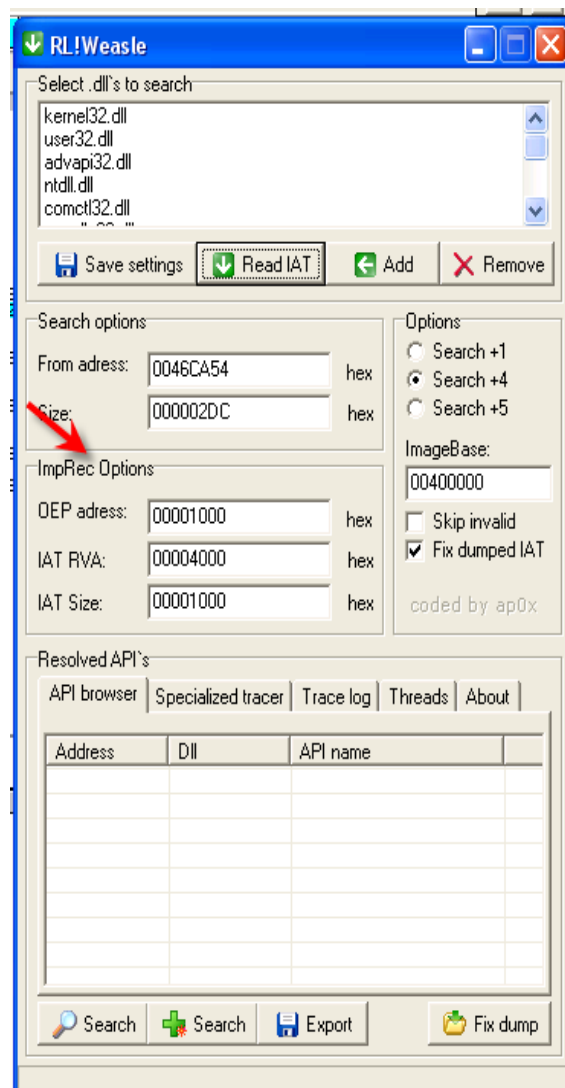 RL!Weasle
Select .dll`s to search
kernel32.dll
user32.dll
advapi32.dll
ntdll.dll
comctl32.dll
Save settings Read IAT Add Remove
Search options
From adress: 0046CA54 hex
Size: 000002DC hex
Options
Search +1
Search +4
Search +5
ImageBase:
00400000
Skip invalid
Fix dumped IAT
coded by ap0x
ImpRec Options
OEP adress: 00001000 hex
IAT RVA: 00004000 hex
IAT Size: 00001000 hex
Resolved API`s
API browser Specialized tracer Trace log Threads About
Address Dll API name
Search Search Export Fix dump